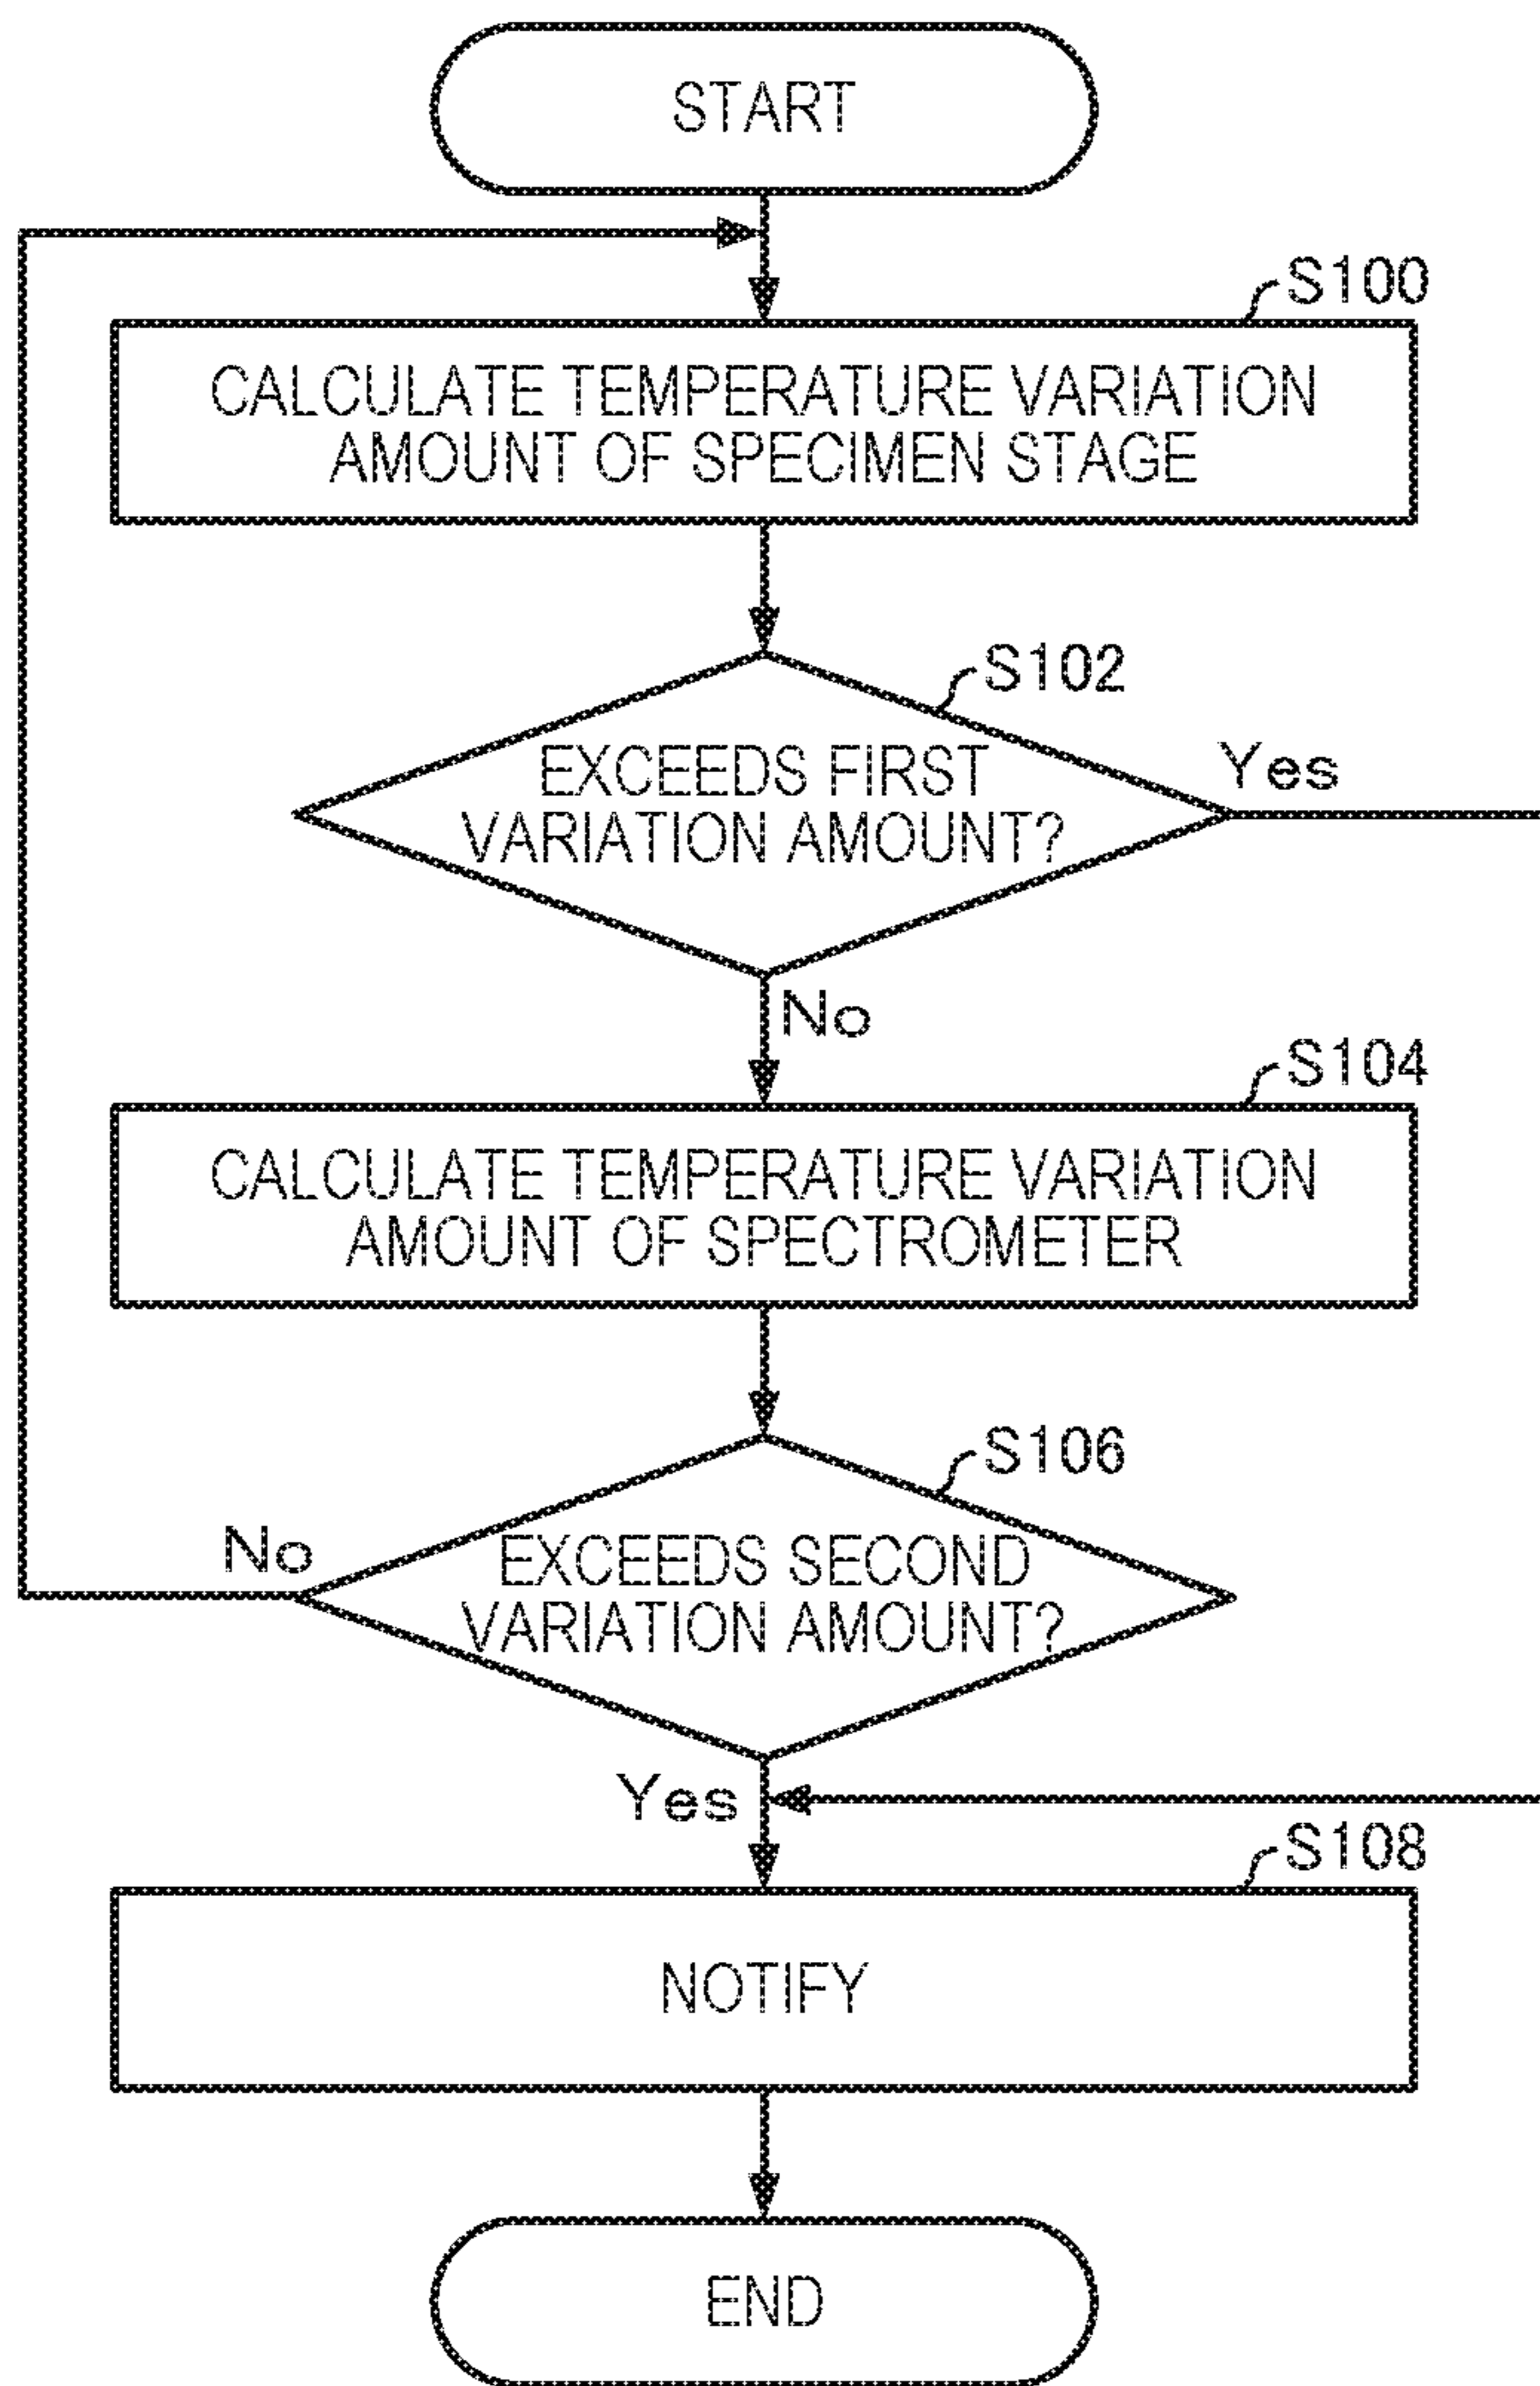 START
S100
CALCULATE TEMPERATURE VARIATION
AMOUNT OF SPECIMEN STAGE
S102
EXCEEDS FIRST
VARIATION AMOUNT?
Yes
No
S104
CALCULATE TEMPERATURE VARIATION
AMOUNT OF SPECTROMETER
S106
EXCEEDS SECOND
VARIATION AMOUNT?
No
Yes
S108
NOTIFY
END